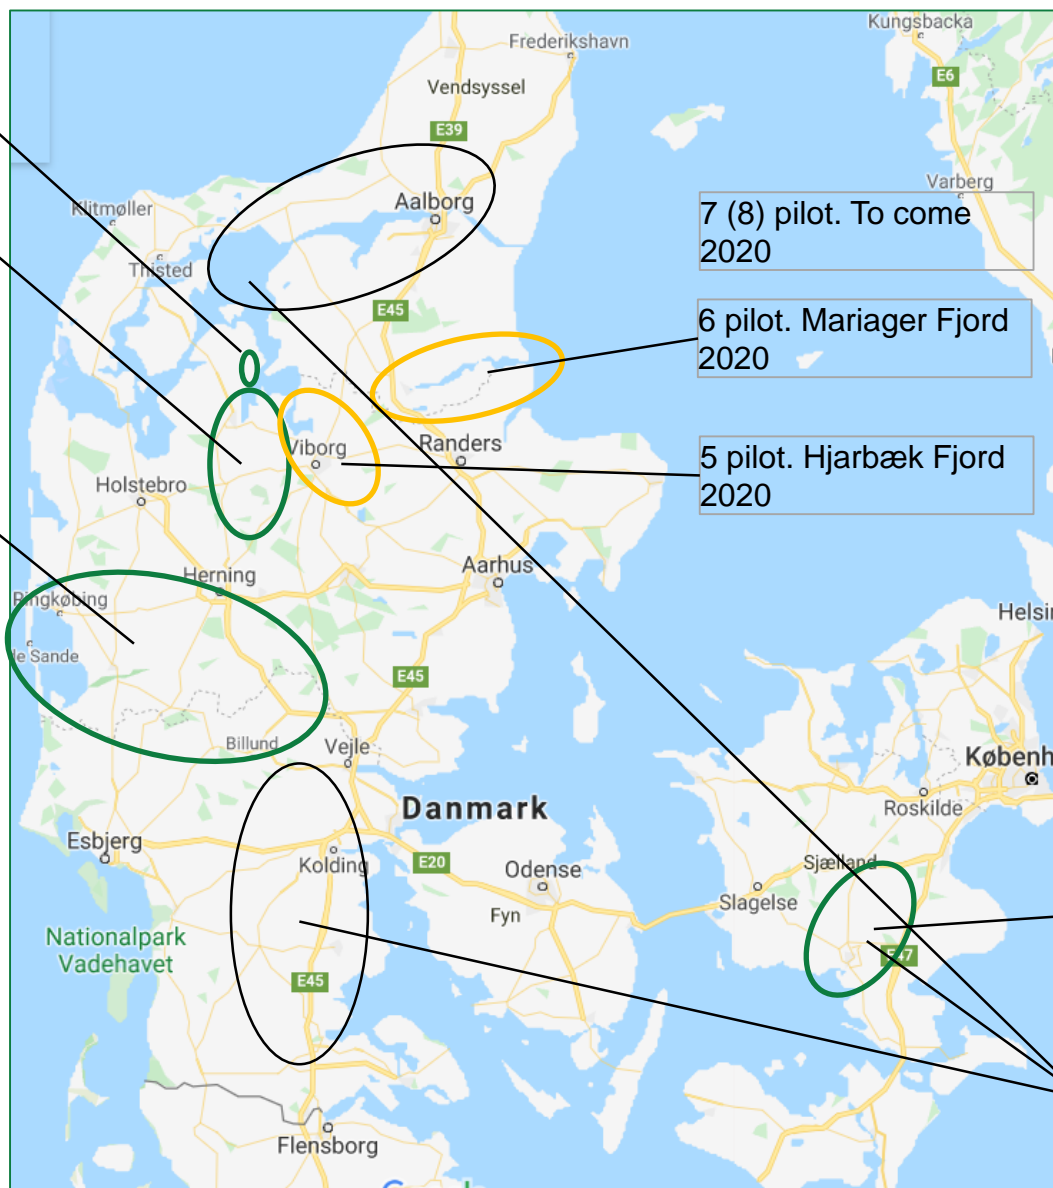 Kungsbacka
Frederikshavn
E6
Vendsyssel
E39
Varberg
Klitmøller
Aalborg
7 (8) pilot. To come
2020
Thisted
E45
6 pilot. Mariager Fjord
2020
Viborg
Randers
5 pilot. Hjarbæk Fjord
2020
Holstebro
Aarhus
Herning
Ringkøbing
Helsin
de Sande
E45
Billund
Vejle
Københ
Danmark
Roskilde
Esbjerg
Kolding
E20
Odense
Sjælland
Slagelse
Fyn
Nationalpark
Vadehavet
E47
E45
Flensborg